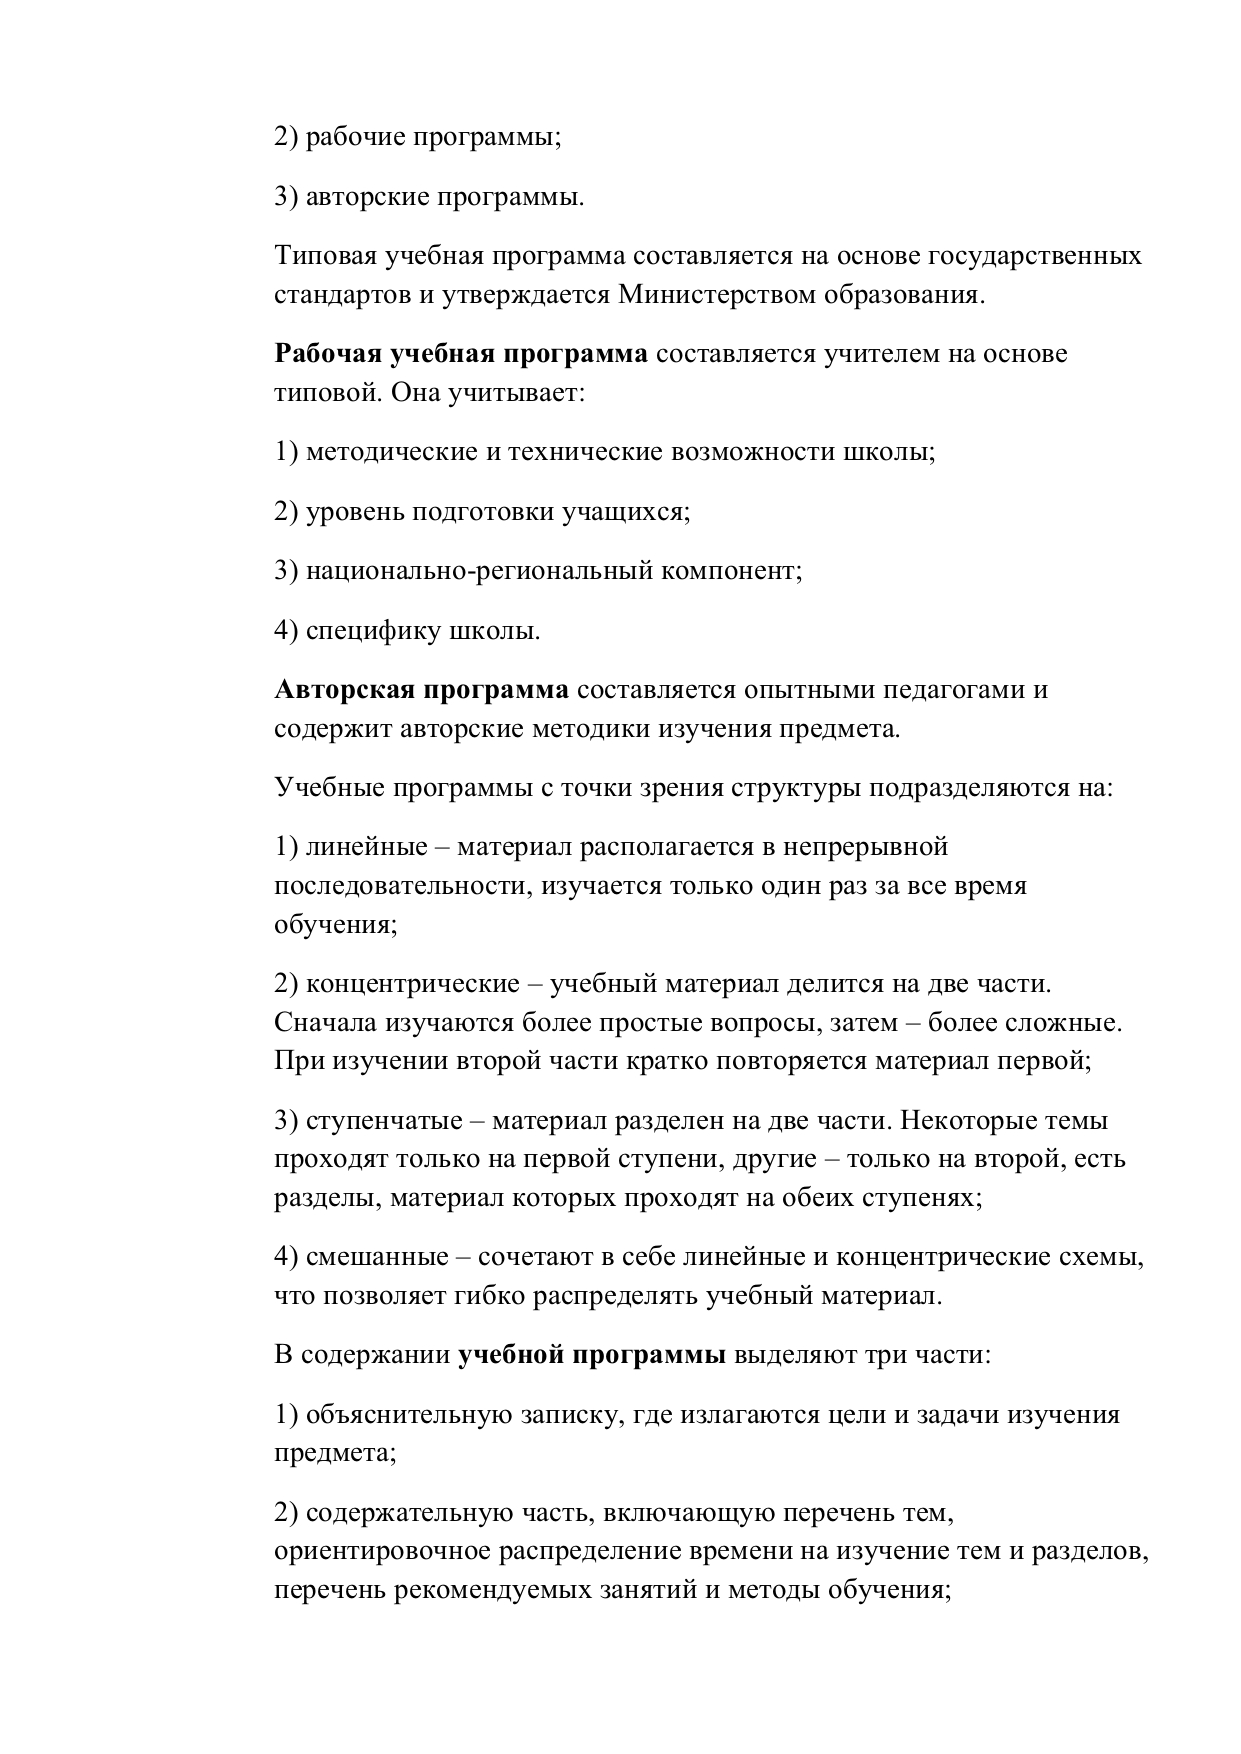 2) рабочие программы;
3) авторские программы.
Типовая учебная программа составляется на основе государственных
стандартов и утверждается Министерством образования.
Рабочая учебная программа составляется учителем на основе
типовой. Она учитывает:
1) методические и технические возможности школы;
2) уровень подготовки учащихся;
3) национально-региональный компонент;
4) специфику школы.
Авторская программа составляется опытными педагогами и
содержит авторские методики изучения предмета.
Учебные программы с точки зрения структуры подразделяются на:
1) линейные – материал располагается в непрерывной
последовательности, изучается только один раз за все время
обучения;
2) концентрические – учебный материал делится на две части.
Сначала изучаются более простые вопросы, затем – более сложные.
При изучении второй части кратко повторяется материал первой;
3) ступенчатые – материал разделен на две части. Некоторые темы
проходят только на первой ступени, другие – только на второй, есть
разделы, материал которых проходят на обеих ступенях;
4) смешанные – сочетают в себе линейные и концентрические схемы,
что позволяет гибко распределять учебный материал.
В содержании учебной программы выделяют три части:
1) объяснительную записку, где излагаются цели и задачи изучения
предмета;
2) содержательную часть, включающую перечень тем,
ориентировочное распределение времени на изучение тем и разделов,
перечень рекомендуемых занятий и методы обучения;